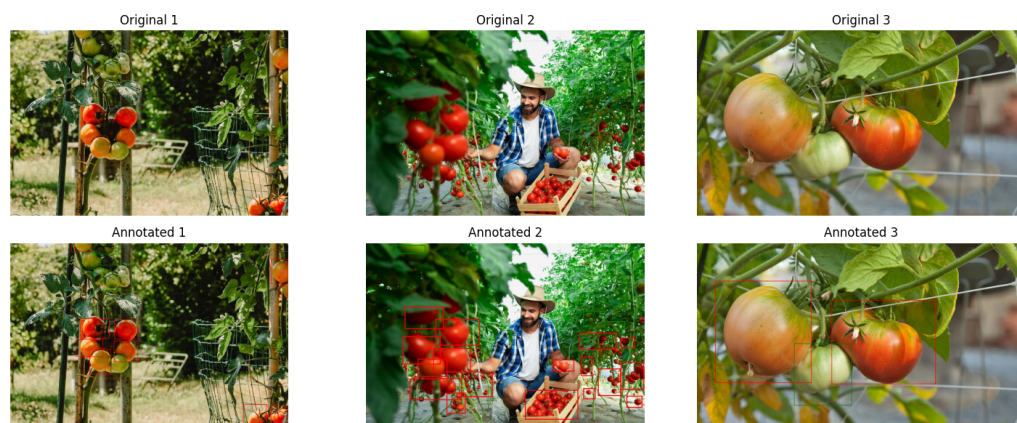 Original 1
Original 2
Original 3
Annotated 1
Annotated 2
Annotated 3